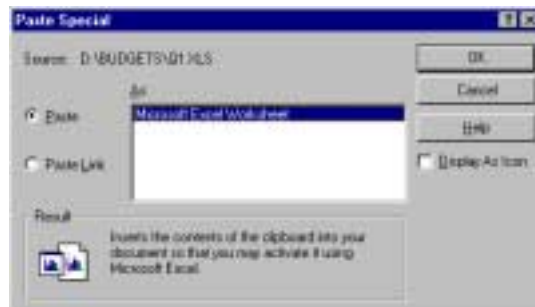 Paste Special
Source: D:\BUDGETS\Q1.XLS
As:
Paste
Microsoft Excel Worksheet
Paste Link
OK
Cancel
Help
Display As Icon
Result
Inserts the contents of the clipboard into your
document so that you may activate it using
Microsoft Excel.